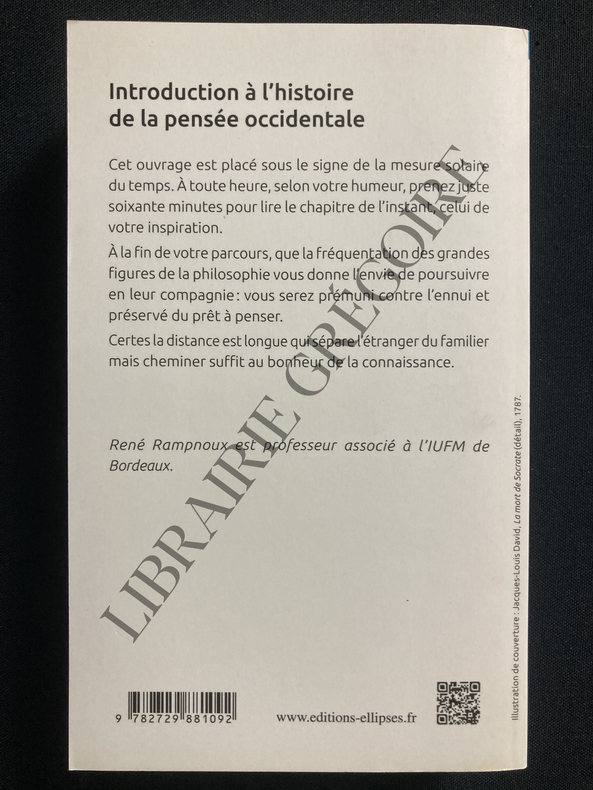 Introduction à l'histoire
de la pensée occidentale
Cet ouvrage est placé sous le signe de la mesure solaire
du temps. À toute heure, selon votre humeur, prenez juste
soixante minutes pour lire le chapitre de l'instant, celui de
votre inspiration.
À la fin de votre parcours, que la fréquentation des grandes
figures de la philosophie vous donne l'envie de poursuivre
en leur compagnie : vous serez prémuni contre l'ennui et
préservé du prêt à penser.
Certes la distance est longue qui sépare l'étranger du familier
mais cheminer suffit au bonheur de la connaissance.
René Rampnoux est professeur associé à l'IUFM de
Bordeaux.
LIBRAIRIE GRÉGOIRE
9 782729 881092
www.editions-ellipses.fr
Illustration de couverture : Jacques-Louis David, La mort de Socrate (détail), 1787.